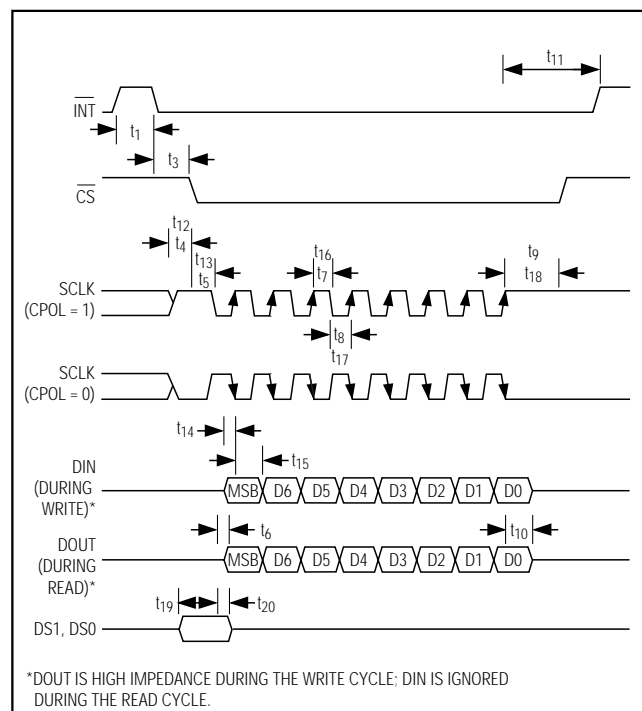 t11
INT
t1
t3
CS
t12
t4
t13
t5
t16
t7
t9
t18
SCLK
(CPOL = 1)
t8
t17
SCLK
(CPOL = 0)
t14
t15
DIN
(DURING
WRITE)*
MSB D6 D5 D4 D3 D2 D1 D0
t6
t10
DOUT
(DURING
READ)*
MSB D6 D5 D4 D3 D2 D1 D0
t19
t20
DS1, DS0
*DOUT IS HIGH IMPEDANCE DURING THE WRITE CYCLE; DIN IS IGNORED
DURING THE READ CYCLE.